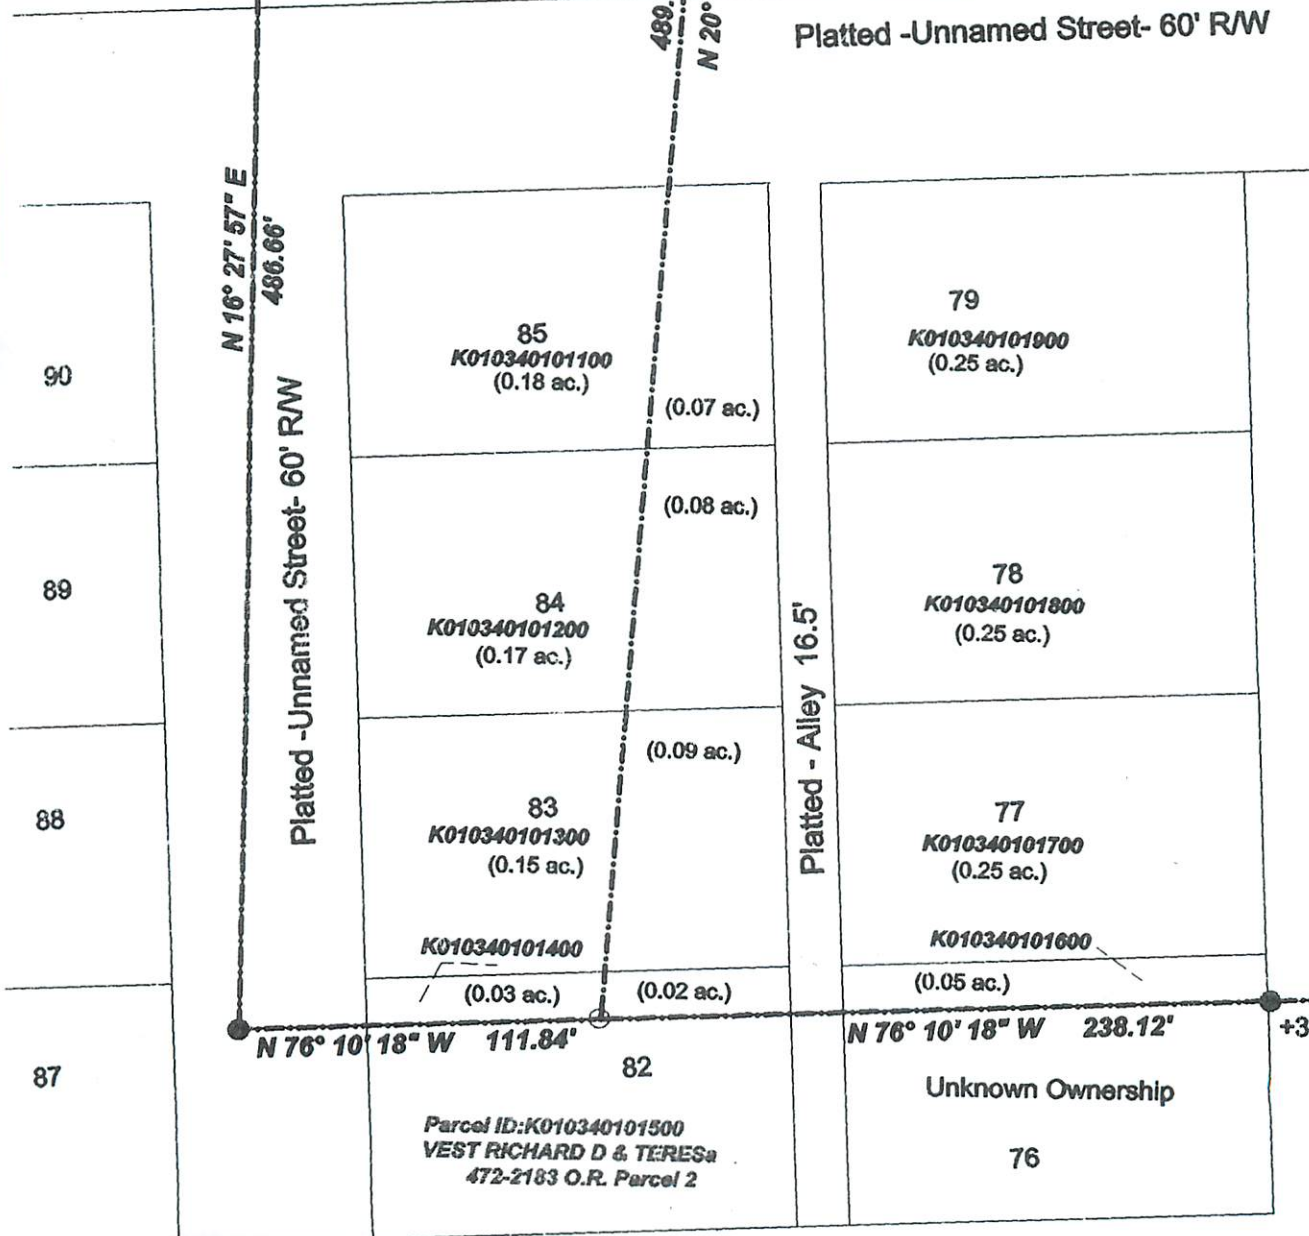 Platted -Unnamed Street- 60' R/W
489.
N 20°
N 16° 27' 57" E
486.66'
Platted -Unnamed Street- 60' R/W
90
89
88
87
85
K010340101100
(0.18 ac.)
(0.07 ac.)
79
K010340101900
(0.25 ac.)
(0.08 ac.)
84
K010340101200
(0.17 ac.)
78
K010340101800
(0.25 ac.)
Platted - Alley 16.5'
(0.09 ac.)
83
K010340101300
(0.15 ac.)
77
K010340101700
(0.25 ac.)
K010340101400
(0.03 ac.)
(0.02 ac.)
K010340101600
(0.05 ac.)
N 76° 10' 18" W 111.84'
N 76° 10' 18" W 238.12'
+3
82
Parcel ID:K010340101500
VEST RICHARD D & TERESa
472-2183 O.R. Parcel 2
Unknown Ownership
76